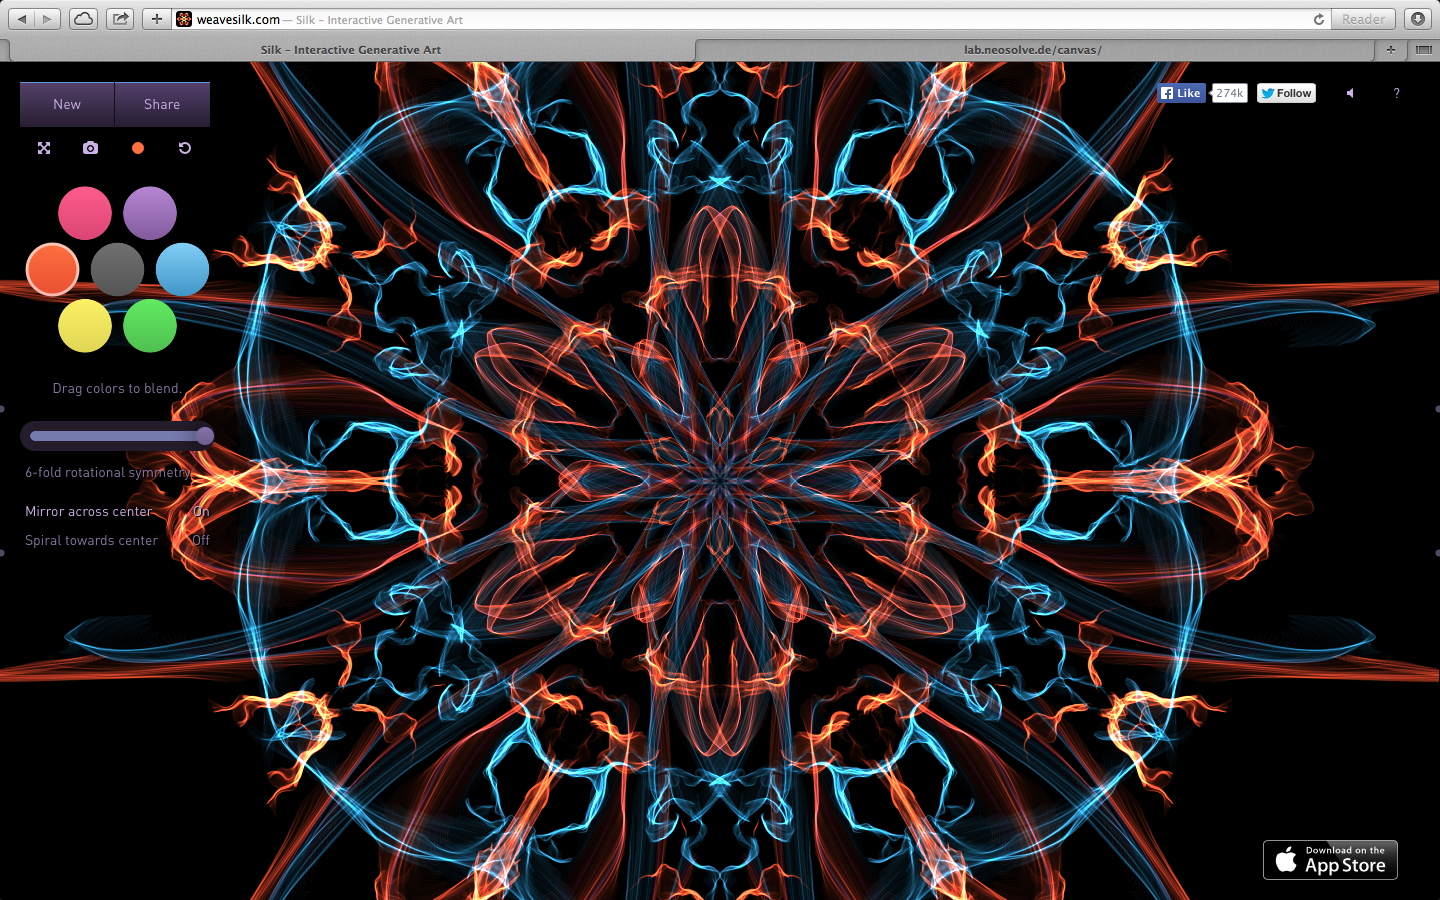 weavesilk.com — Silk – Interactive Generative Art
Reader
Silk – Interactive Generative Art
lab.neosolve.de/canvas/
New
Share
Like
274k
Follow
?
Drag colors to blend.
6-fold rotational symmetry
Mirror across center On
Spiral towards center Off
Download on the
App Store